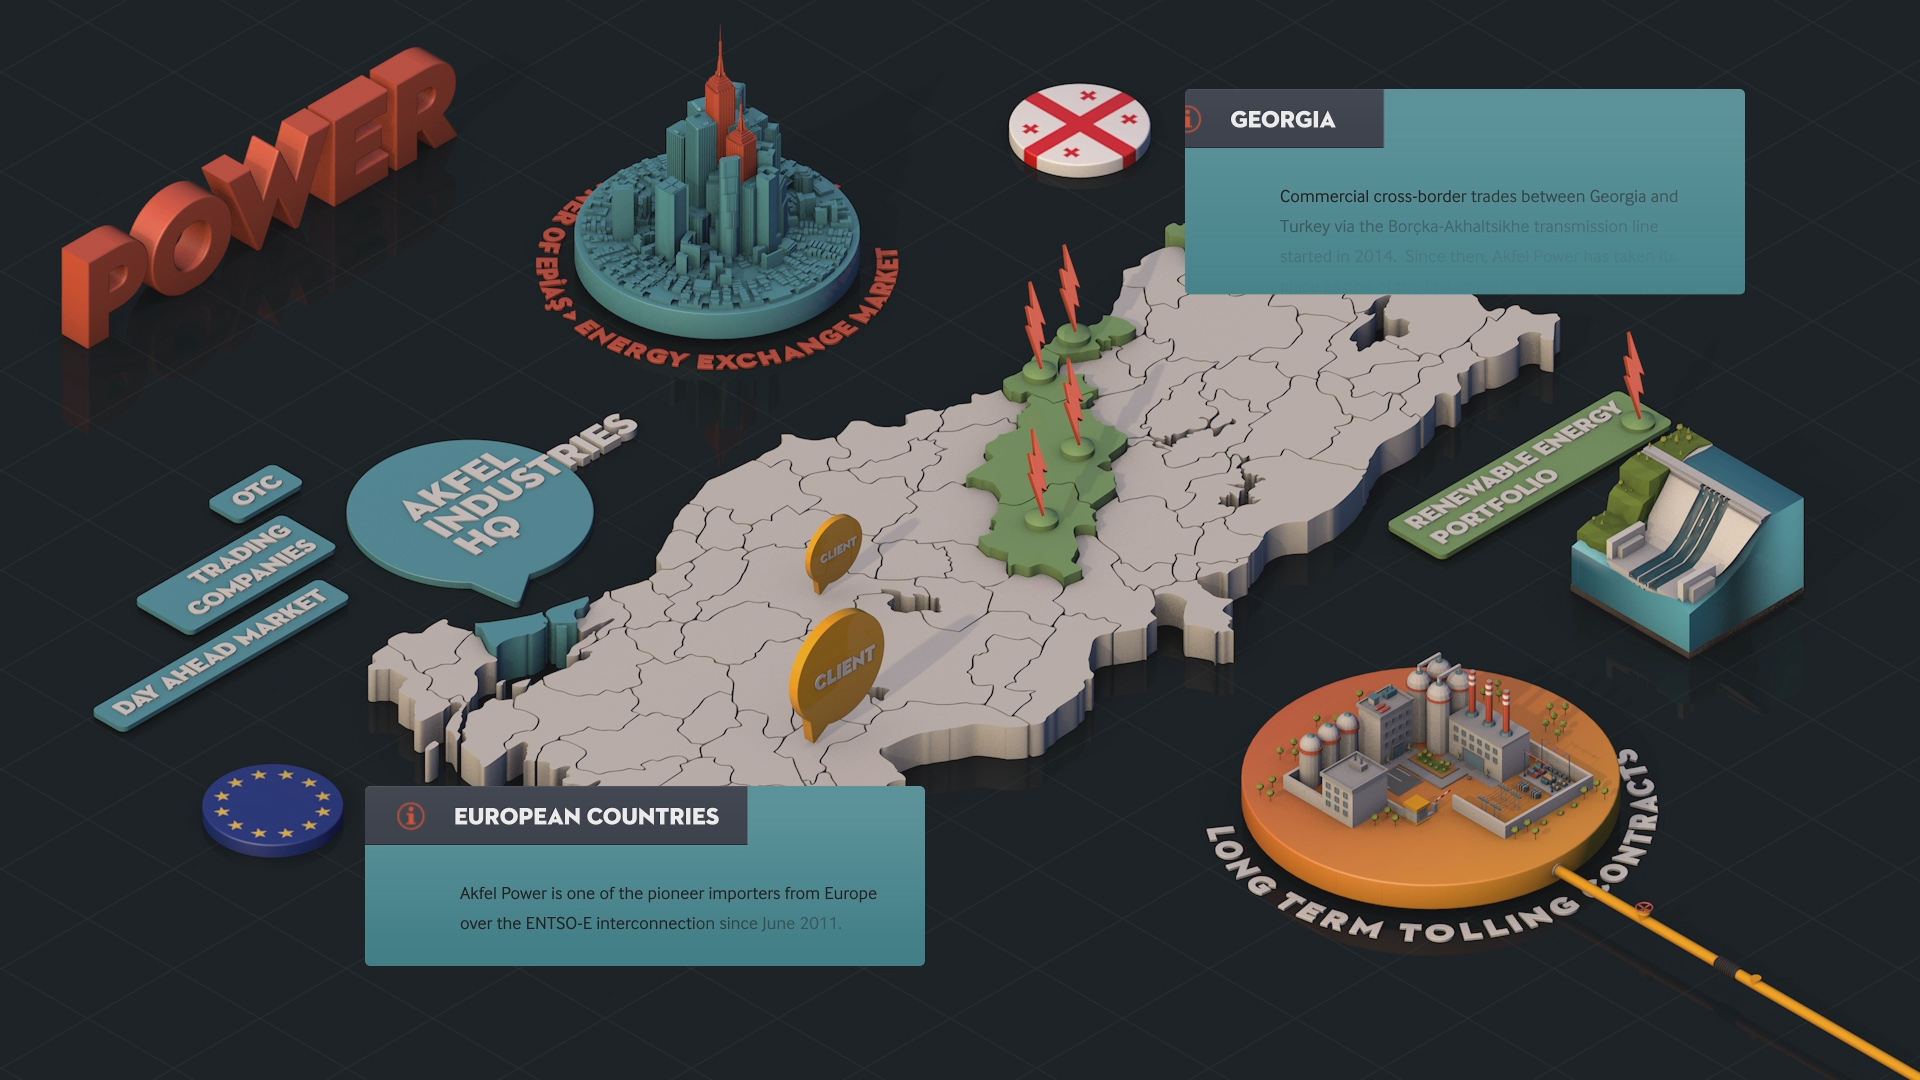 POWER
ER OF EPİAŞ > ENERGY EXCHANGE MARKET
GEORGIA
Commercial cross-border trades between Georgia and
Turkey via the Borçka-Akhaltsikhe transmission line
started in 2014. Since then, Akfel Power has taken its
AKFEL
INDUSTRIES
HQ
OTC
TRADING
COMPANIES
DAY AHEAD MARKET
CLIENT
CLIENT
RENEWABLE ENERGY
PORTFOLIO
EUROPEAN COUNTRIES
Akfel Power is one of the pioneer importers from Europe
over the ENTSO-E interconnection since June 2011.
LONG TERM TOLLING CONTRACTS